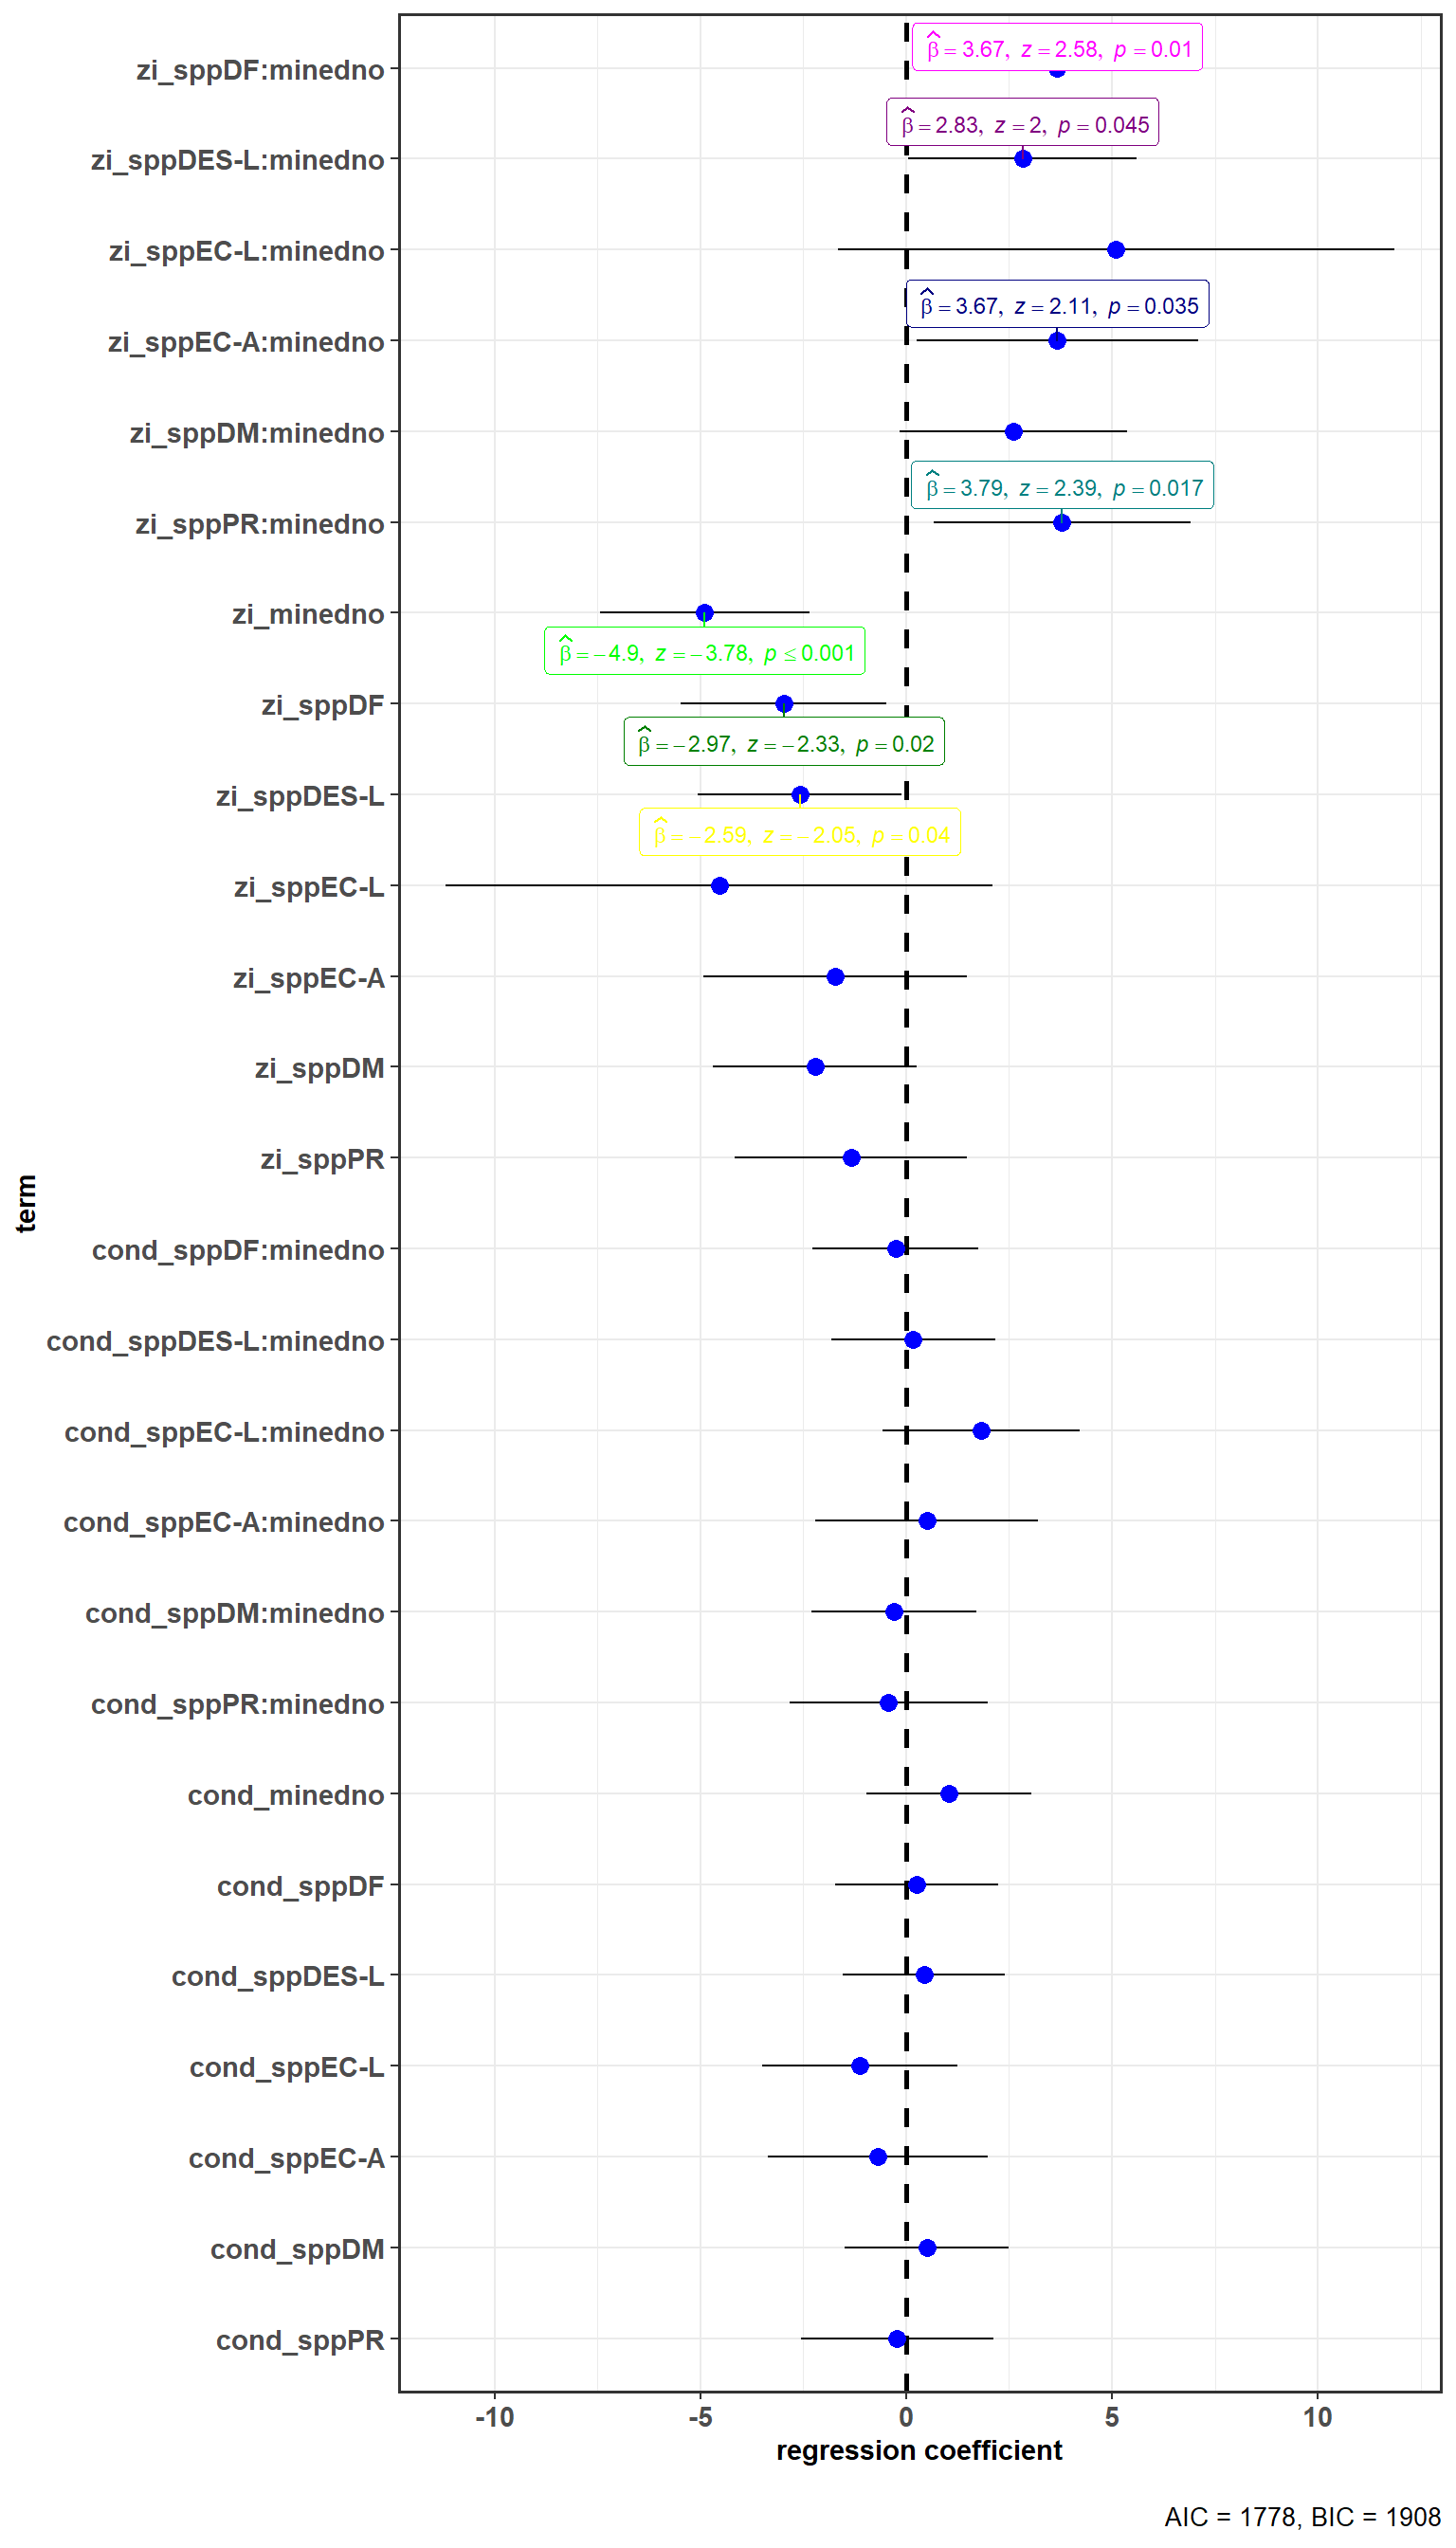 zi_sppDF:minedno
β̂ = 3.67, z = 2.58, p = 0.01
zi_sppDES-L:minedno
β̂ = 2.83, z = 2, p = 0.045
zi_sppEC-L:minedno
zi_sppEC-A:minedno
β̂ = 3.67, z = 2.11, p = 0.035
zi_sppDM:minedno
zi_sppPR:minedno
β̂ = 3.79, z = 2.39, p = 0.017
zi_minedno
β̂ = −4.9, z = −3.78, p ≤ 0.001
zi_sppDF
β̂ = −2.97, z = −2.33, p = 0.02
zi_sppDES-L
β̂ = −2.59, z = −2.05, p = 0.04
zi_sppEC-L
zi_sppEC-A
zi_sppDM
zi_sppPR
cond_sppDF:minedno
cond_sppDES-L:minedno
cond_sppEC-L:minedno
cond_sppEC-A:minedno
cond_sppDM:minedno
cond_sppPR:minedno
cond_minedno
cond_sppDF
cond_sppDES-L
cond_sppEC-L
cond_sppEC-A
cond_sppDM
cond_sppPR
term
-10 -5 0 5 10
regression coefficient
AIC = 1778, BIC = 1908